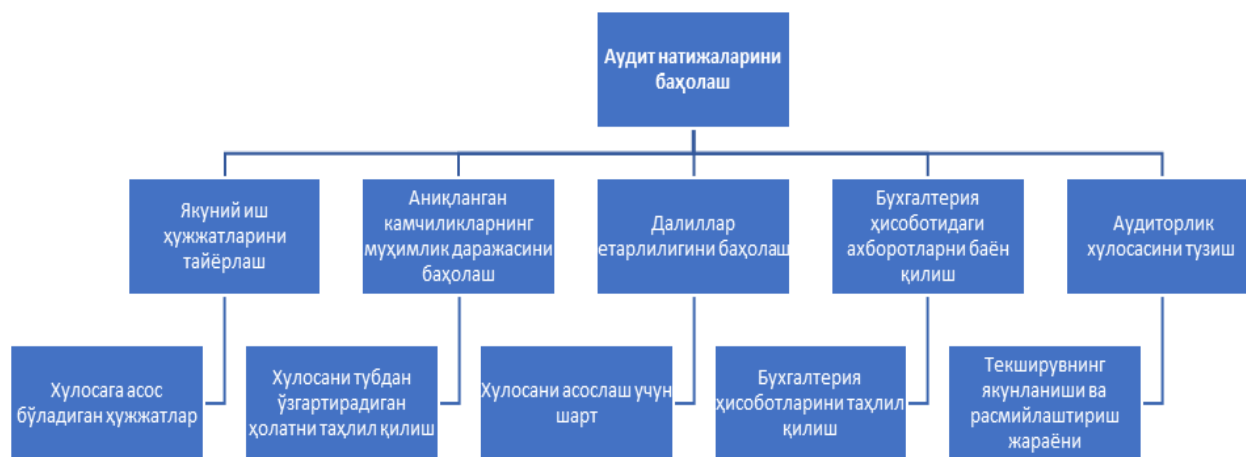 Аудит натижаларини
баҳолаш
Якуний иш
ҳужжатларини
тайёрлаш
Аниқланган
камчиликларнинг
муҳимлик даражасини
баҳолаш
Далиллар
етарлилигини баҳолаш
Бухгалтерия
ҳисоботидаги
ахборотларни баён
қилиш
Аудиторлик
хулосасини тузиш
Хулосага асос
бўладиган ҳужжатлар
Хулосани тубдан
ўзгартирадиган
ҳолатни таҳлил қилиш
Хулосани асослаш учун
шарт
Бухгалтерия
ҳисоботларини таҳлил
қилиш
Текширувнинг
якунланиши ва
расмийлаштириш
жараёни